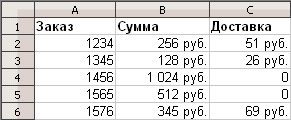 A B C
1 Заказ Сумма Доставка
2 1234 256 руб. 51 руб.
3 1345 128 руб. 26 руб.
4 1456 1 024 руб. 0
5 1565 512 руб. 0
6 1576 345 руб. 69 руб.